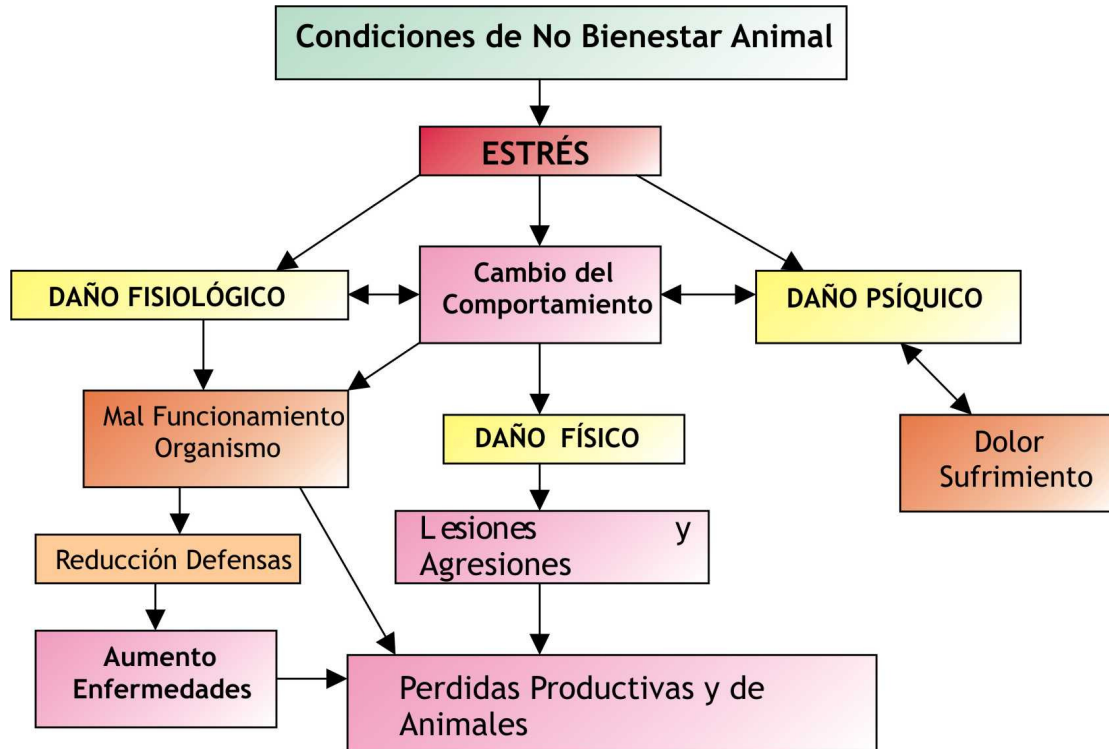 Condiciones de No Bienestar Animal
ESTRÉS
DAÑO FISIOLÓGICO
Cambio del
Comportamiento
DAÑO PSÍQUICO
Mal Funcionamiento
Organismo
DAÑO FÍSICO
Dolor
Sufrimiento
Lesiones y
Agresiones
Reducción Defensas
Aumento
Enfermedades
Perdidas Productivas y de
Animales